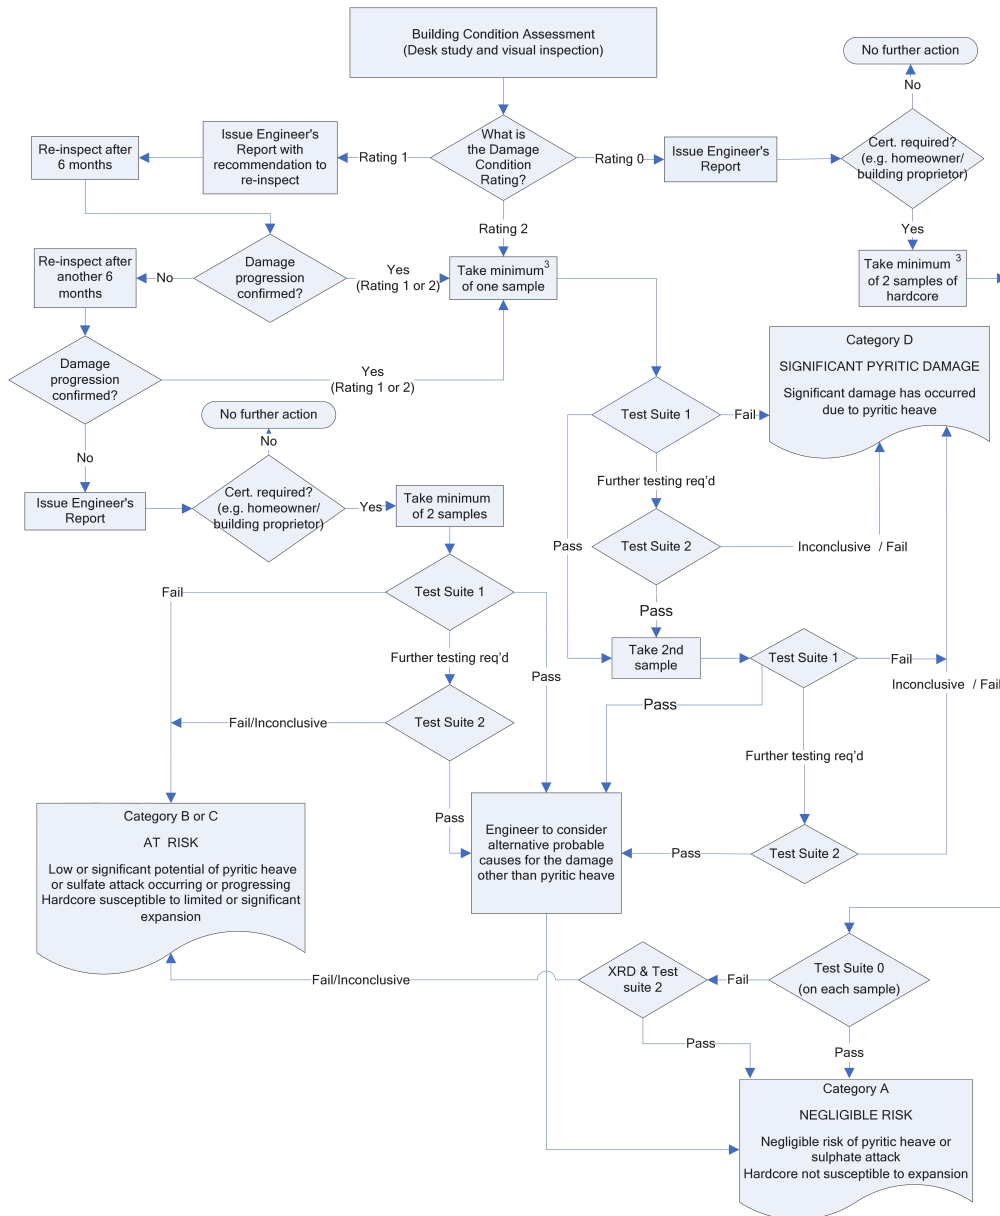 Building Condition Assessment
(Desk study and visual inspection)
No further action
No
What is
the Damage
Condition
Rating?
Rating 1
Issue Engineer's
Report with
recommendation to
re-inspect
Re-inspect after
6 months
Rating 0
Issue Engineer's
Report
Cert. required?
(e.g. homeowner/
building proprietor)
Rating 2
Yes
Take minimum 3
of 2 samples of
hardcore
Damage
progression
confirmed?
No
Re-inspect after
another 6
months
Yes
(Rating 1 or 2)
Take minimum3
of one sample
Damage
progression
confirmed?
Yes
(Rating 1 or 2)
Category D
SIGNIFICANT PYRITIC DAMAGE
Significant damage has occurred
due to pyritic heave
Test Suite 1
Fail
No further action
No
No
Issue Engineer's
Report
Cert. required?
(e.g. homeowner/
building proprietor)
Yes
Take minimum
of 2 samples
Further testing req'd
Test Suite 2
Inconclusive / Fail
Pass
Pass
Take 2nd
sample
Test Suite 1
Fail
Inconclusive / Fail
Pass
Further testing req'd
Test Suite 2
Pass
Test Suite 1
Fail
Pass
Further testing req'd
Test Suite 2
Fail/Inconclusive
Pass
Engineer to consider
alternative probable
causes for the damage
other than pyritic heave
Category B or C
AT RISK
Low or significant potential of pyritic heave
or sulfate attack occurring or progressing
Hardcore susceptible to limited or significant
expansion
Test Suite 0
(on each sample)
Fail
XRD & Test
suite 2
Fail/Inconclusive
Pass
Pass
Category A
NEGLIGIBLE RISK
Negligible risk of pyritic heave or
sulphate attack
Hardcore not susceptible to expansion